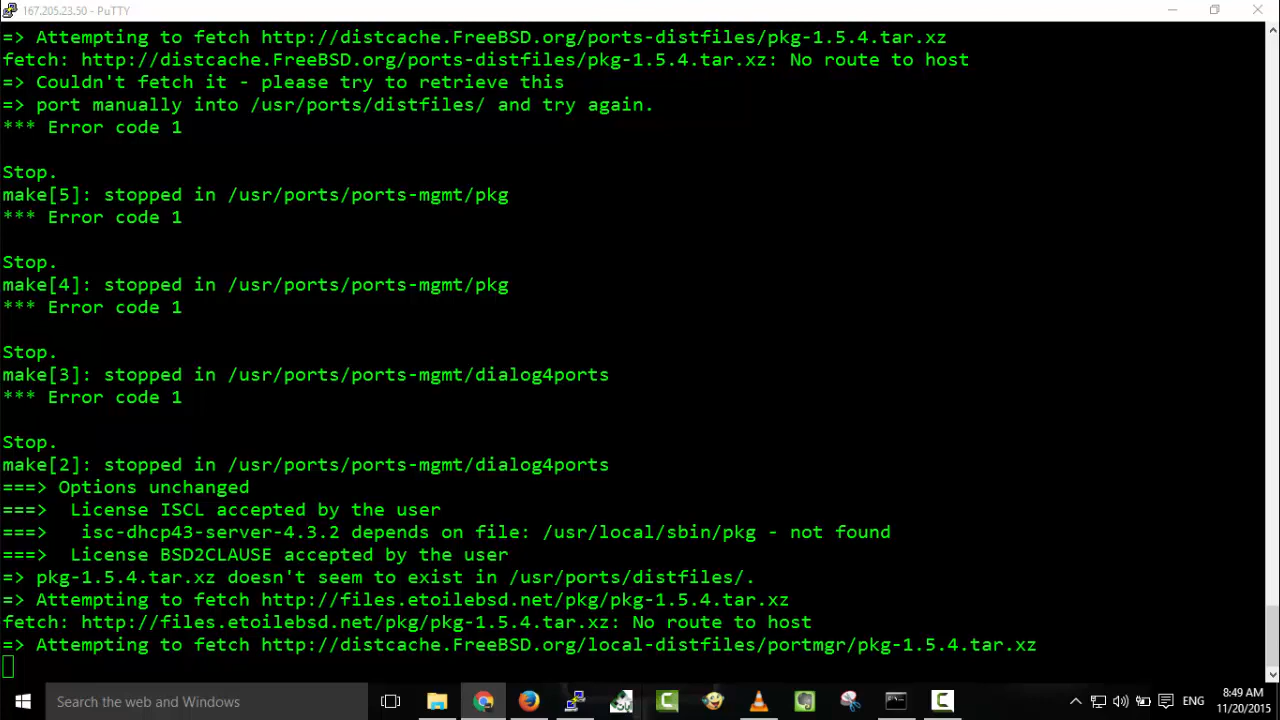 167.205.23.50 - PuTTY
=> Attempting to fetch http://distcache.FreeBSD.org/ports-distfiles/pkg-1.5.4.tar.xz
fetch: http://distcache.FreeBSD.org/ports-distfiles/pkg-1.5.4.tar.xz: No route to host
=> Couldn't fetch it - please try to retrieve this
=> port manually into /usr/ports/distfiles/ and try again.
*** Error code 1
Stop.
make[5]: stopped in /usr/ports/ports-mgmt/pkg
*** Error code 1
Stop.
make[4]: stopped in /usr/ports/ports-mgmt/pkg
*** Error code 1
Stop.
make[3]: stopped in /usr/ports/ports-mgmt/dialog4ports
*** Error code 1
Stop.
make[2]: stopped in /usr/ports/ports-mgmt/dialog4ports
===> Options unchanged
===>  License ISCL accepted by the user
===>   isc-dhcp43-server-4.3.2 depends on file: /usr/local/sbin/pkg - not found
===>  License BSD2CLAUSE accepted by the user
=> pkg-1.5.4.tar.xz doesn't seem to exist in /usr/ports/distfiles/.
=> Attempting to fetch http://files.etoilebsd.net/pkg/pkg-1.5.4.tar.xz
fetch: http://files.etoilebsd.net/pkg/pkg-1.5.4.tar.xz: No route to host
=> Attempting to fetch http://distcache.FreeBSD.org/local-distfiles/portmgr/pkg-1.5.4.tar.xz
Search the web and Windows
ENG
8:49 AM
11/20/2015